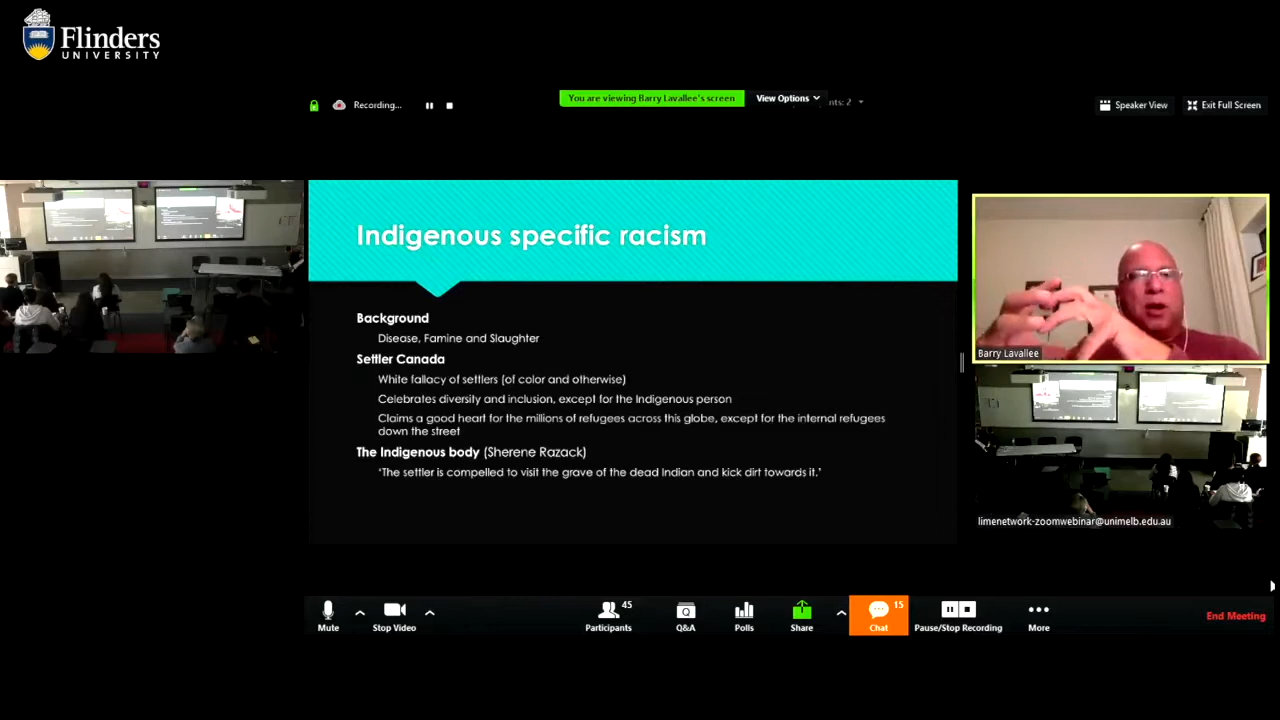 Flinders
UNIVERSITY
Recording...
You are viewing Barry Lavallee's screen
View Options
nts: 2
Speaker View
Exit Full Screen
Indigenous specific racism
Background
Disease, Famine and Slaughter
Settler Canada
White fallacy of settlers (of color and otherwise)
Celebrates diversity and inclusion, except for the Indigenous person
Claims a good heart for the millions of refugees across this globe, except for the internal refugees
down the street
The Indigenous body (Sherene Razack)
'The settler is compelled to visit the grave of the dead Indian and kick dirt towards it.'
Barry Lavallee
limenetwork-zoomwebinar@unimelb.edu.au
Mute
Stop Video
45
Participants
Q&A
Polls
Share
15
Chat
Pause/Stop Recording
More
End Meeting